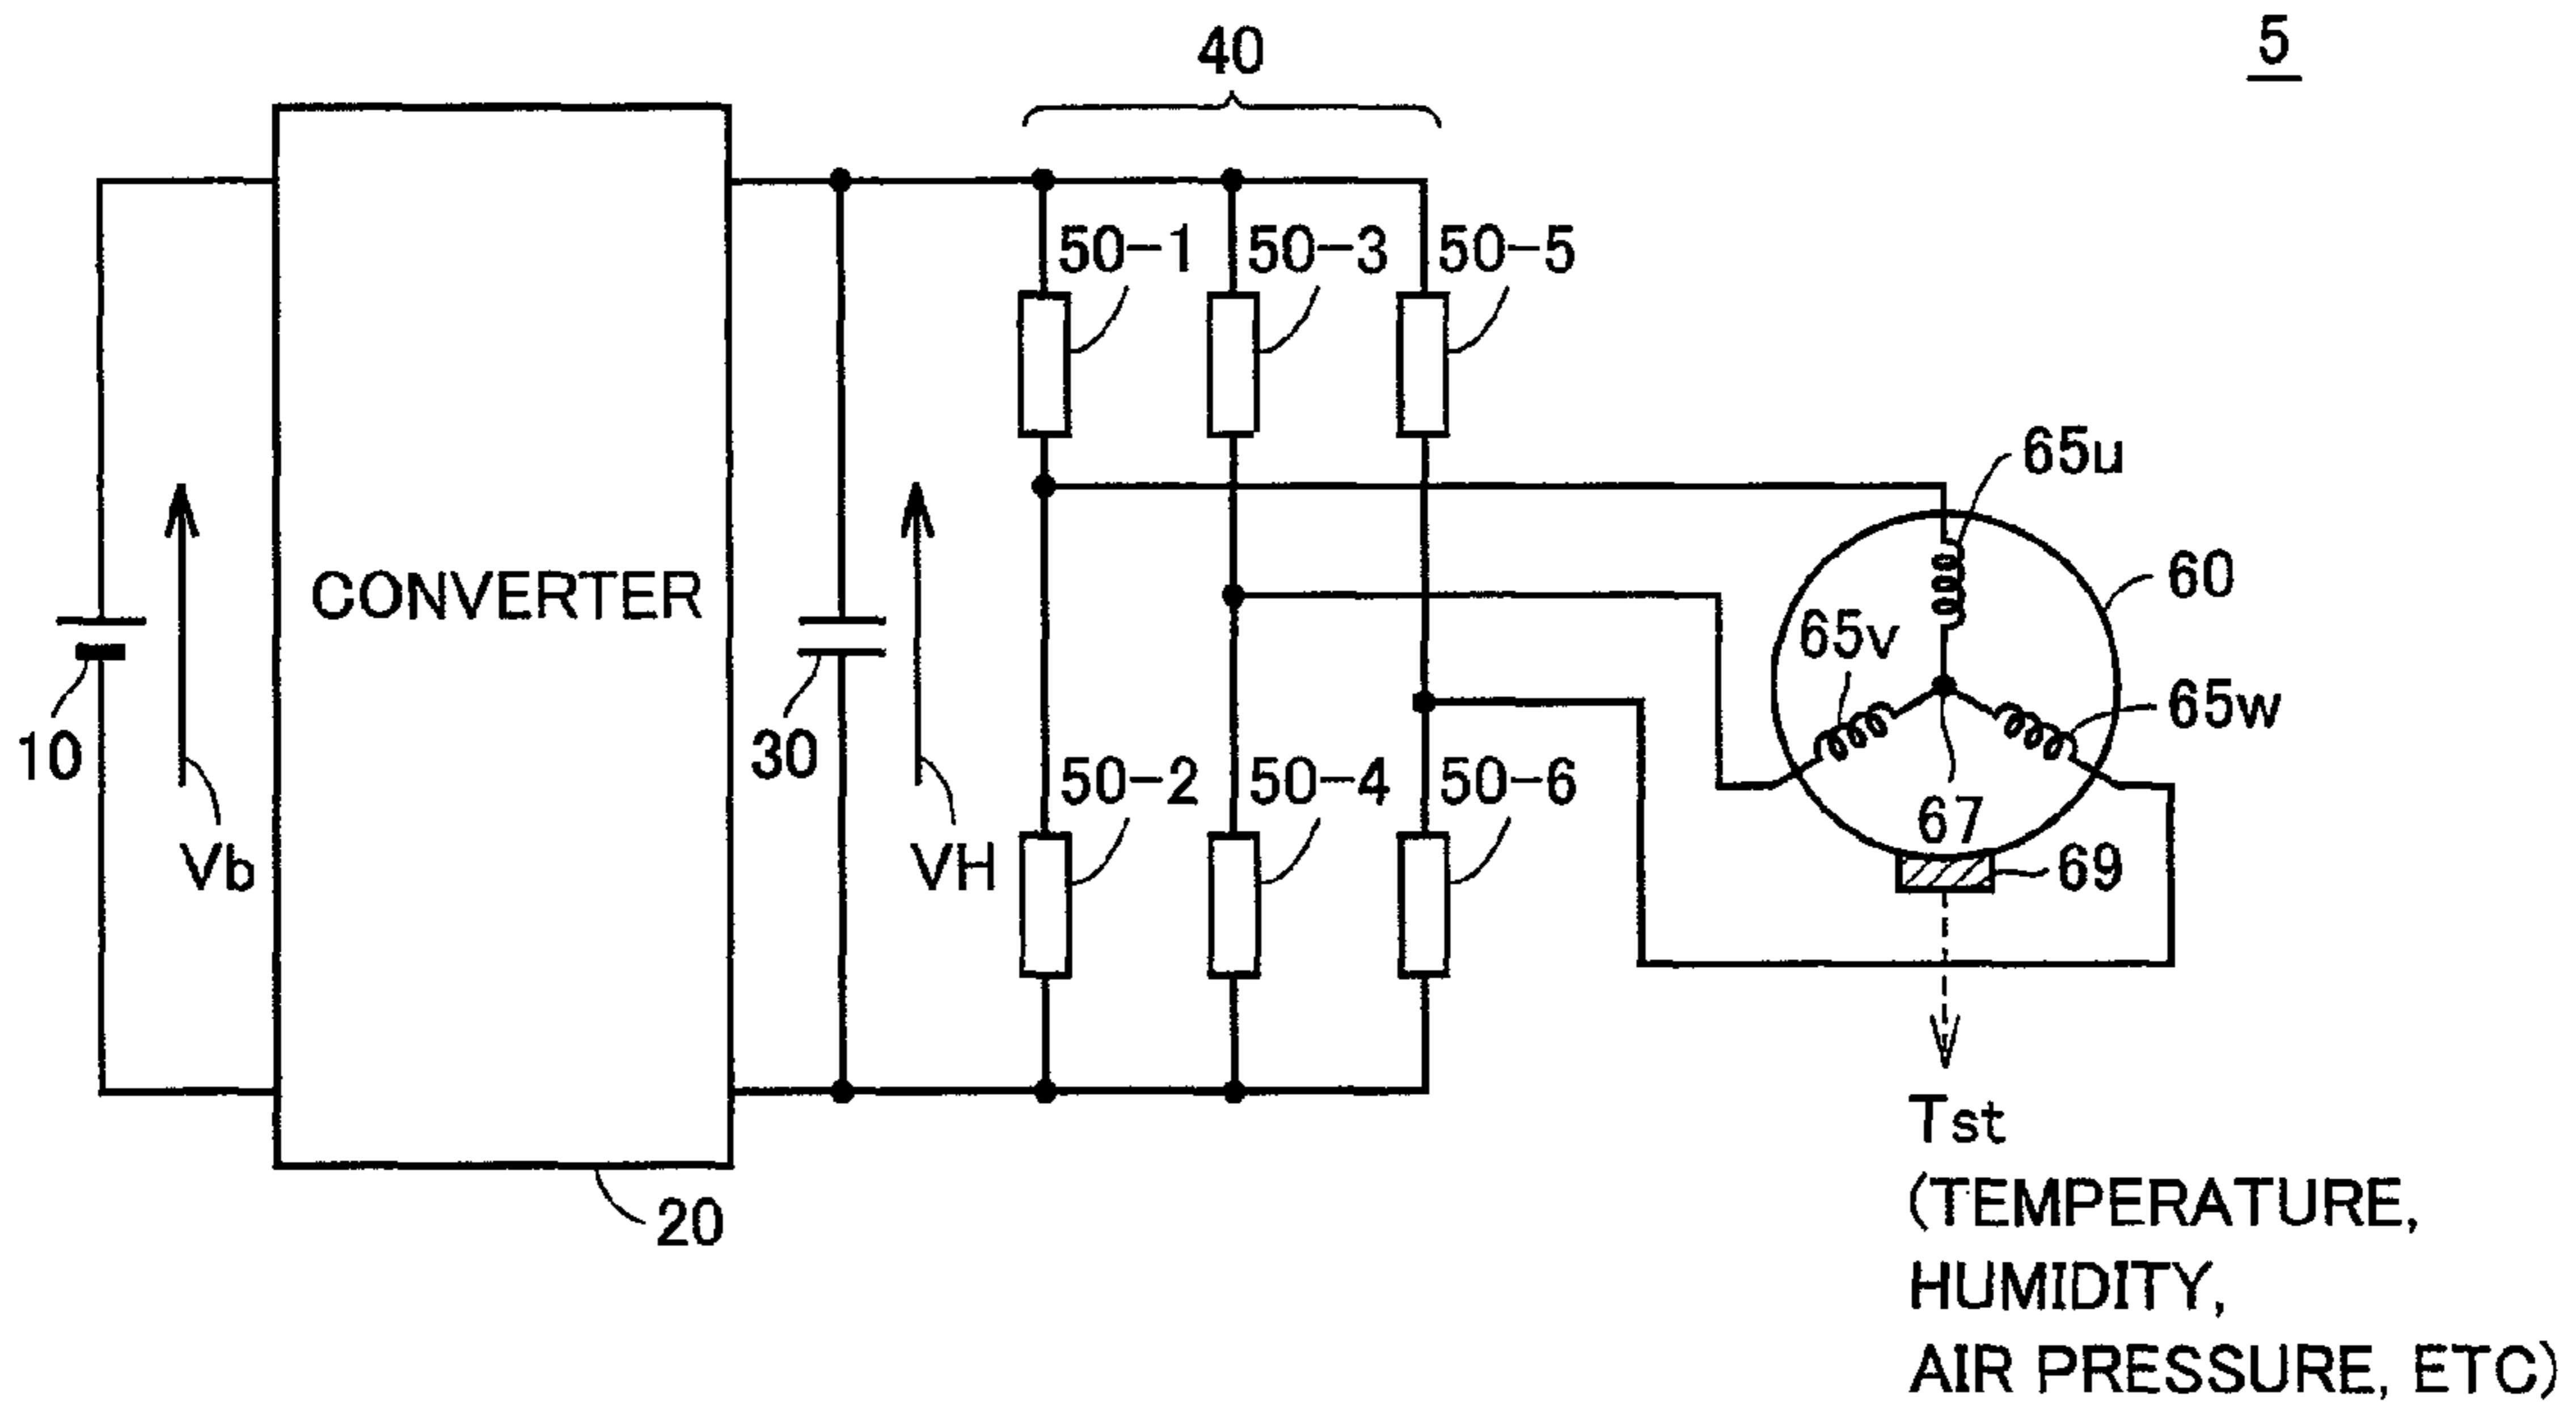 5
40
50-1
50-3
50-5
65u
CONVERTER
60
65v
65w
10
30
50-2
50-4
50-6
67
Vb
VH
69
Tst
20
(TEMPERATURE,
HUMIDITY,
AIR PRESSURE, ETC)